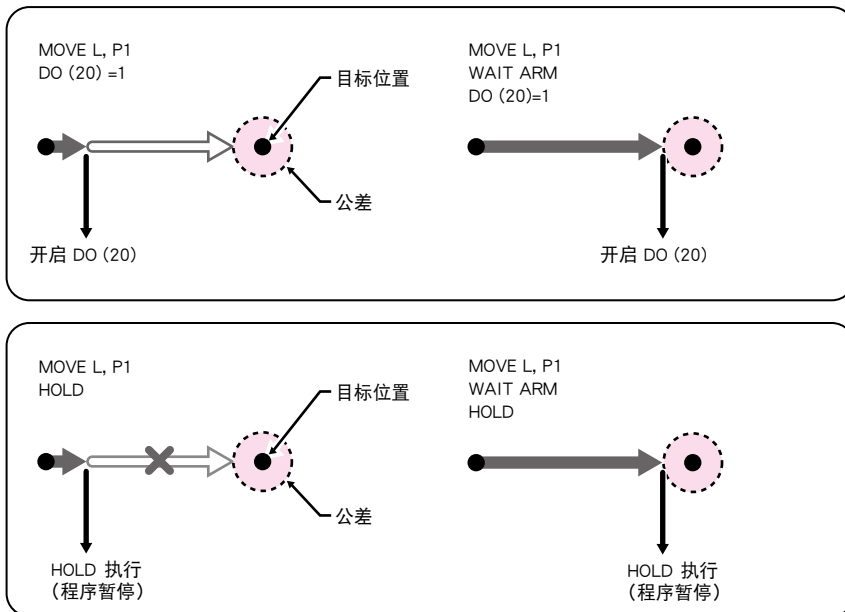 MOVE L, P1
DO (20) =1
目标位置
公差
开启 DO (20)
MOVE L, P1
WAIT ARM
DO (20)=1
开启 DO (20)
MOVE L, P1
HOLD
目标位置
公差
HOLD 执行
（程序暂停）
MOVE L, P1
WAIT ARM
HOLD
HOLD 执行
（程序暂停）